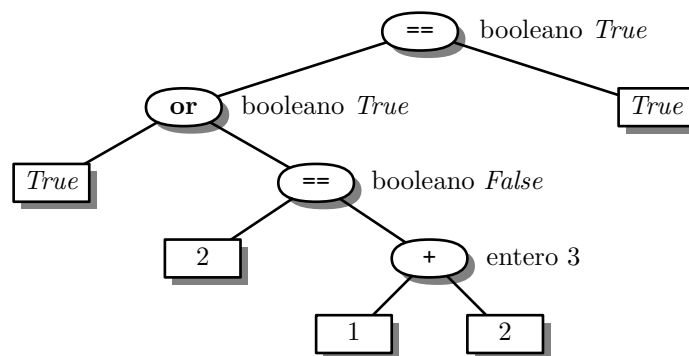 == booleano True
or booleano True True
True == booleano False
2 + entero 3
1 2